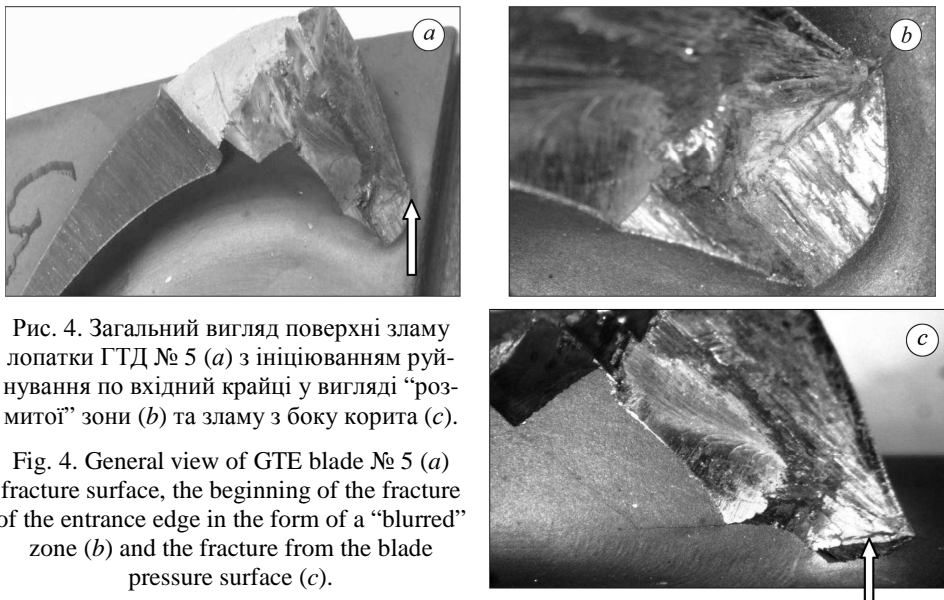 a
b
Рис. 4. Загальний вигляд поверхні зламу
лопатки ГТД № 5 (a) з ініціюванням руй-
нування по вхідний крайці у вигляді “роз-
митої” зони (b) та зламу з боку корита (c).
Fig. 4. General view of GTE blade № 5 (a)
fracture surface, the beginning of the fracture
of the entrance edge in the form of a “blurred”
zone (b) and the fracture from the blade
pressure surface (c).
c